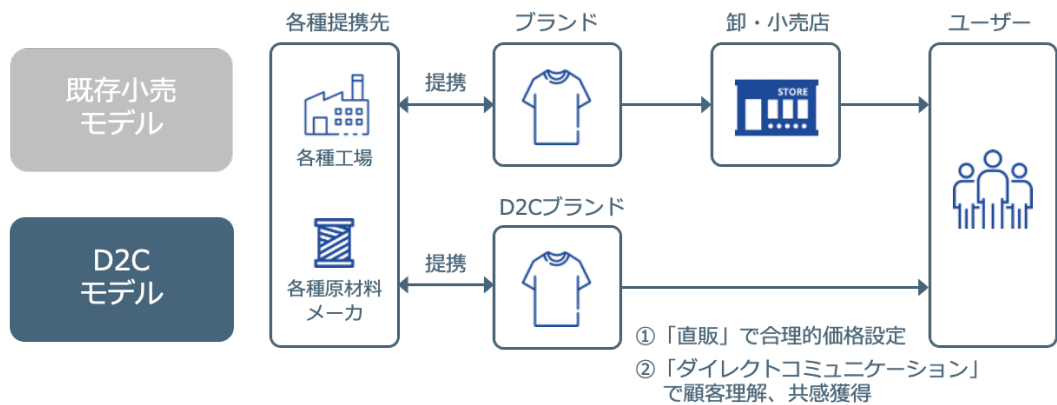 各種提携先
ブランド
卸・小売店
ユーザー
既存小売
モデル
提携
STORE
各種工場
D2Cブランド
D2C
モデル
提携
各種原材料
メーカ
①「直販」で合理的価格設定
②「ダイレクトコミュニケーション」
で顧客理解、共感獲得